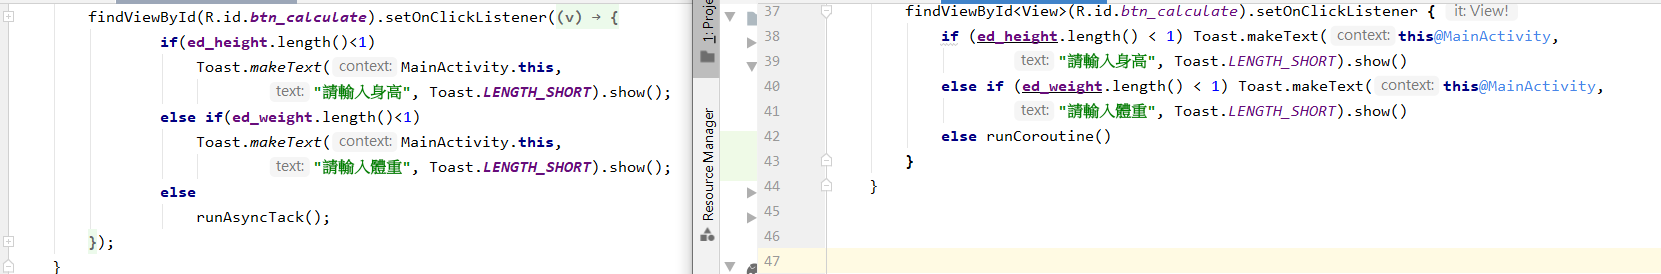 findViewById(R.id.btn_calculate).setOnClickListener((v) → {
if(ed_height.length()<1)
Toast.makeText( context: MainActivity.this,
text: "請輸入身高", Toast.LENGTH_SHORT).show();
else if(ed_weight.length()<1)
Toast.makeText( context: MainActivity.this,
text: "請輸入體重", Toast.LENGTH_SHORT).show();
else
runAsyncTack();
});
}
1: Proje
Resource Manager
37 findViewById<View>(R.id.btn_calculate).setOnClickListener { it: View!
38 if (ed_height.length() < 1) Toast.makeText( context: this@MainActivity,
39 text: "請輸入身高", Toast.LENGTH_SHORT).show()
40 else if (ed_weight.length() < 1) Toast.makeText( context: this@MainActivity,
41 text: "請輸入體重", Toast.LENGTH_SHORT).show()
42 else runCoroutine()
43 }
44 }
45
46
47